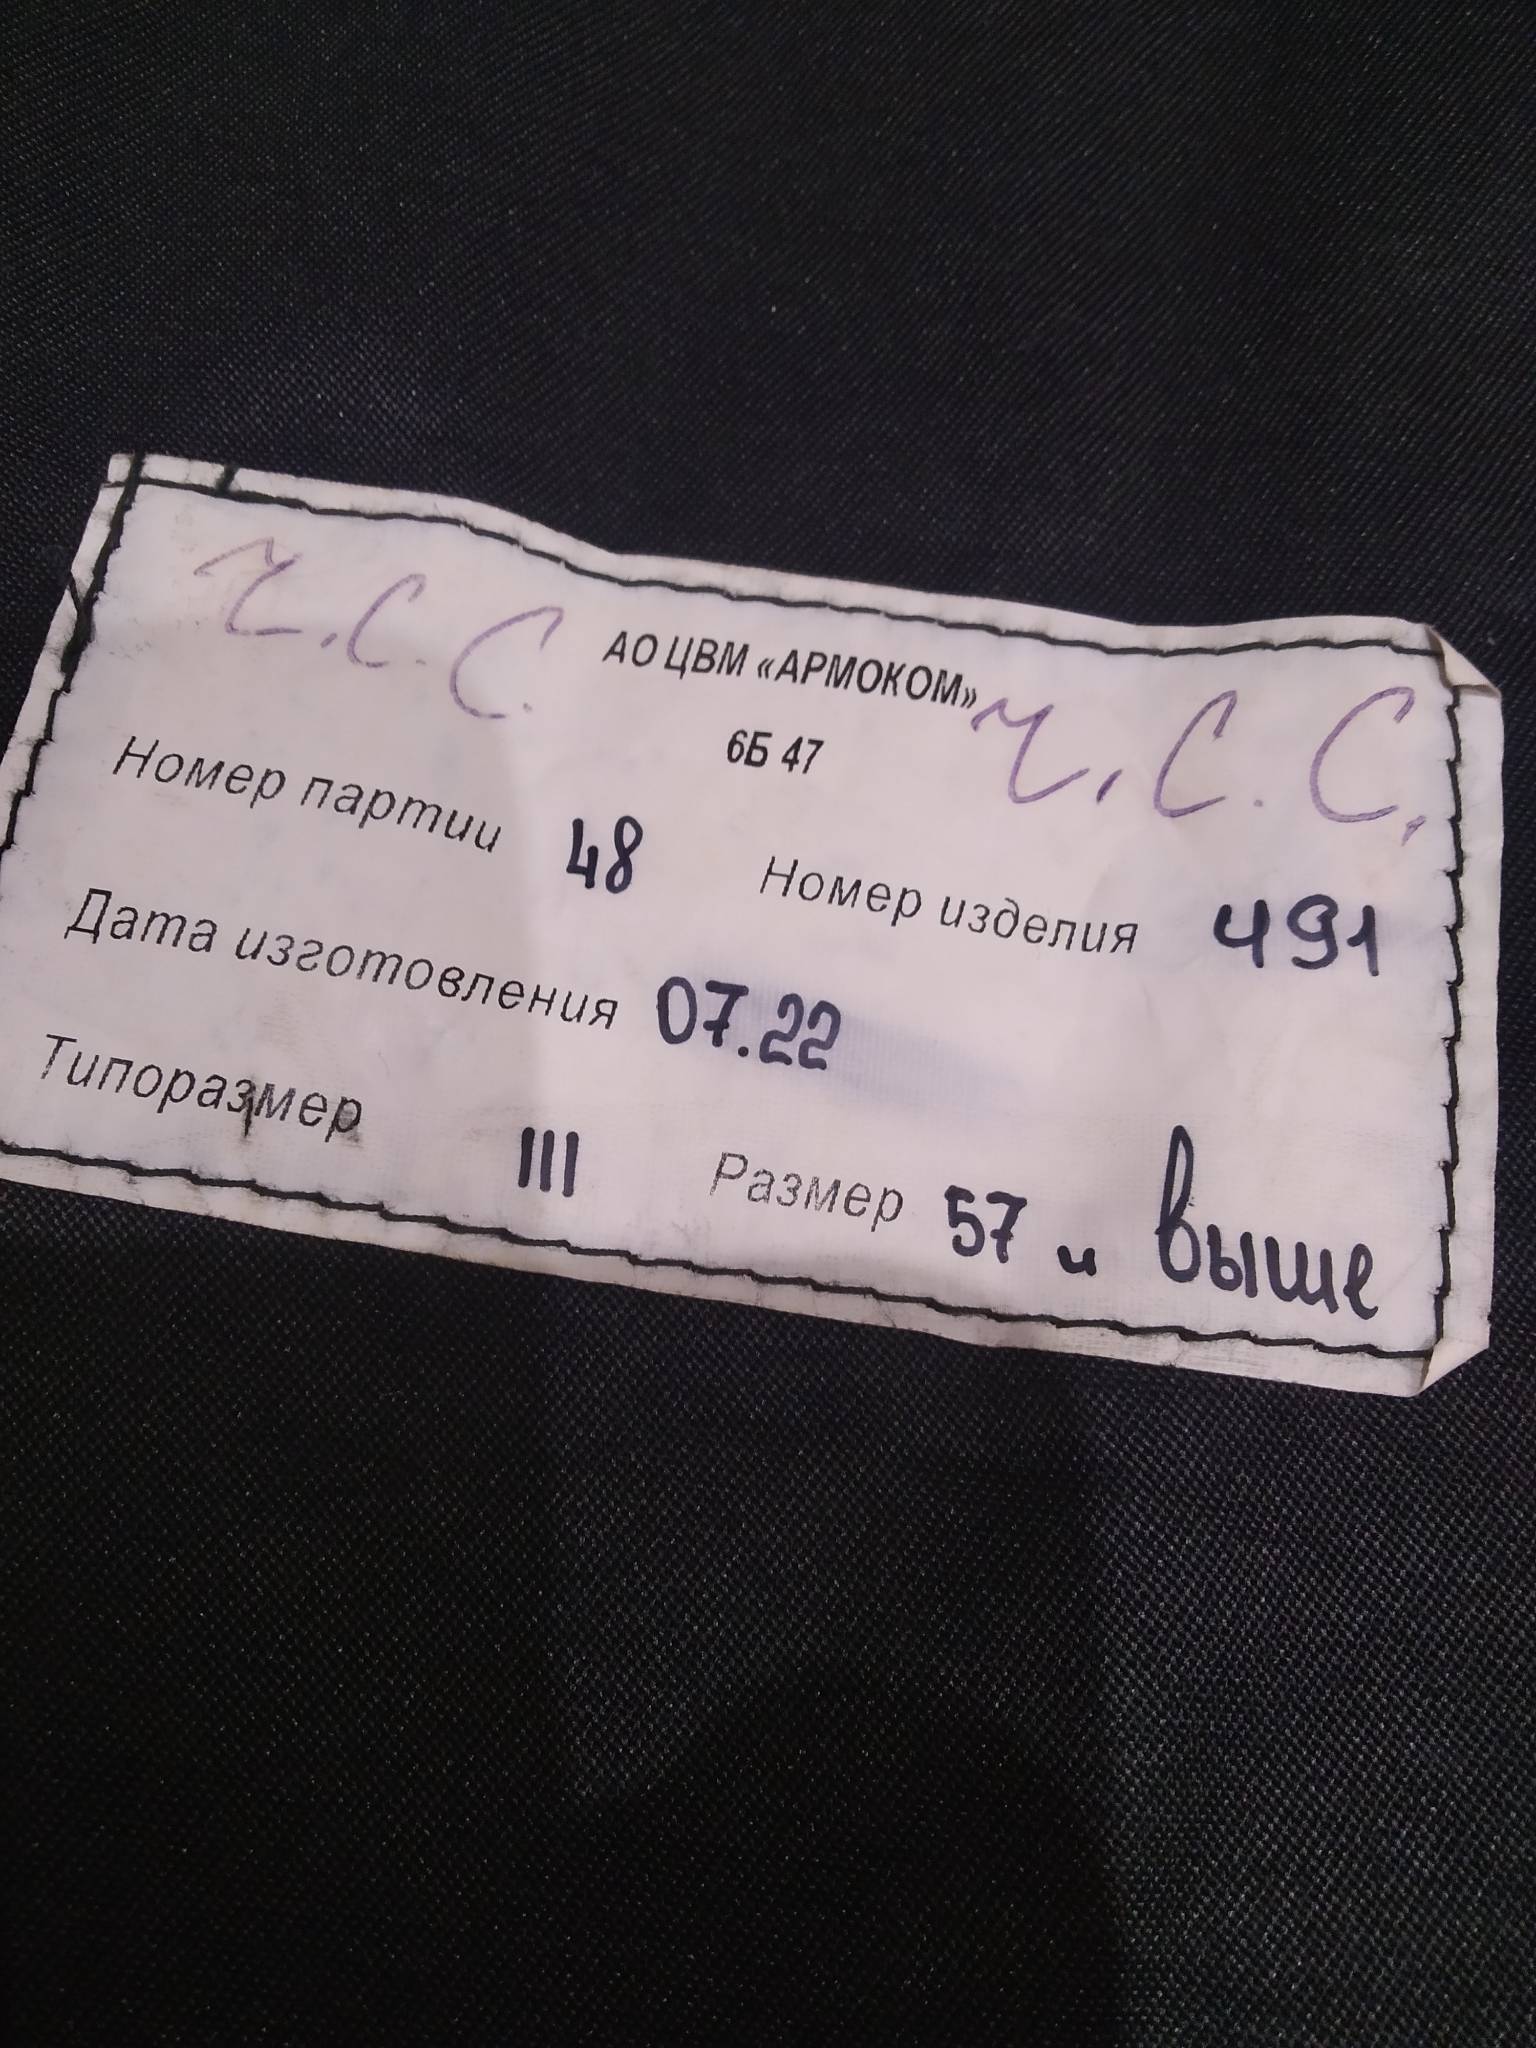 Ч.С.С.
АО ЦВМ «АРМОКОМ»
6Б 47
Ч.С.С.
Номер партии 48 Номер изделия 491
Дата изготовления 07.22
Типоразмер III Размер 57 и выше